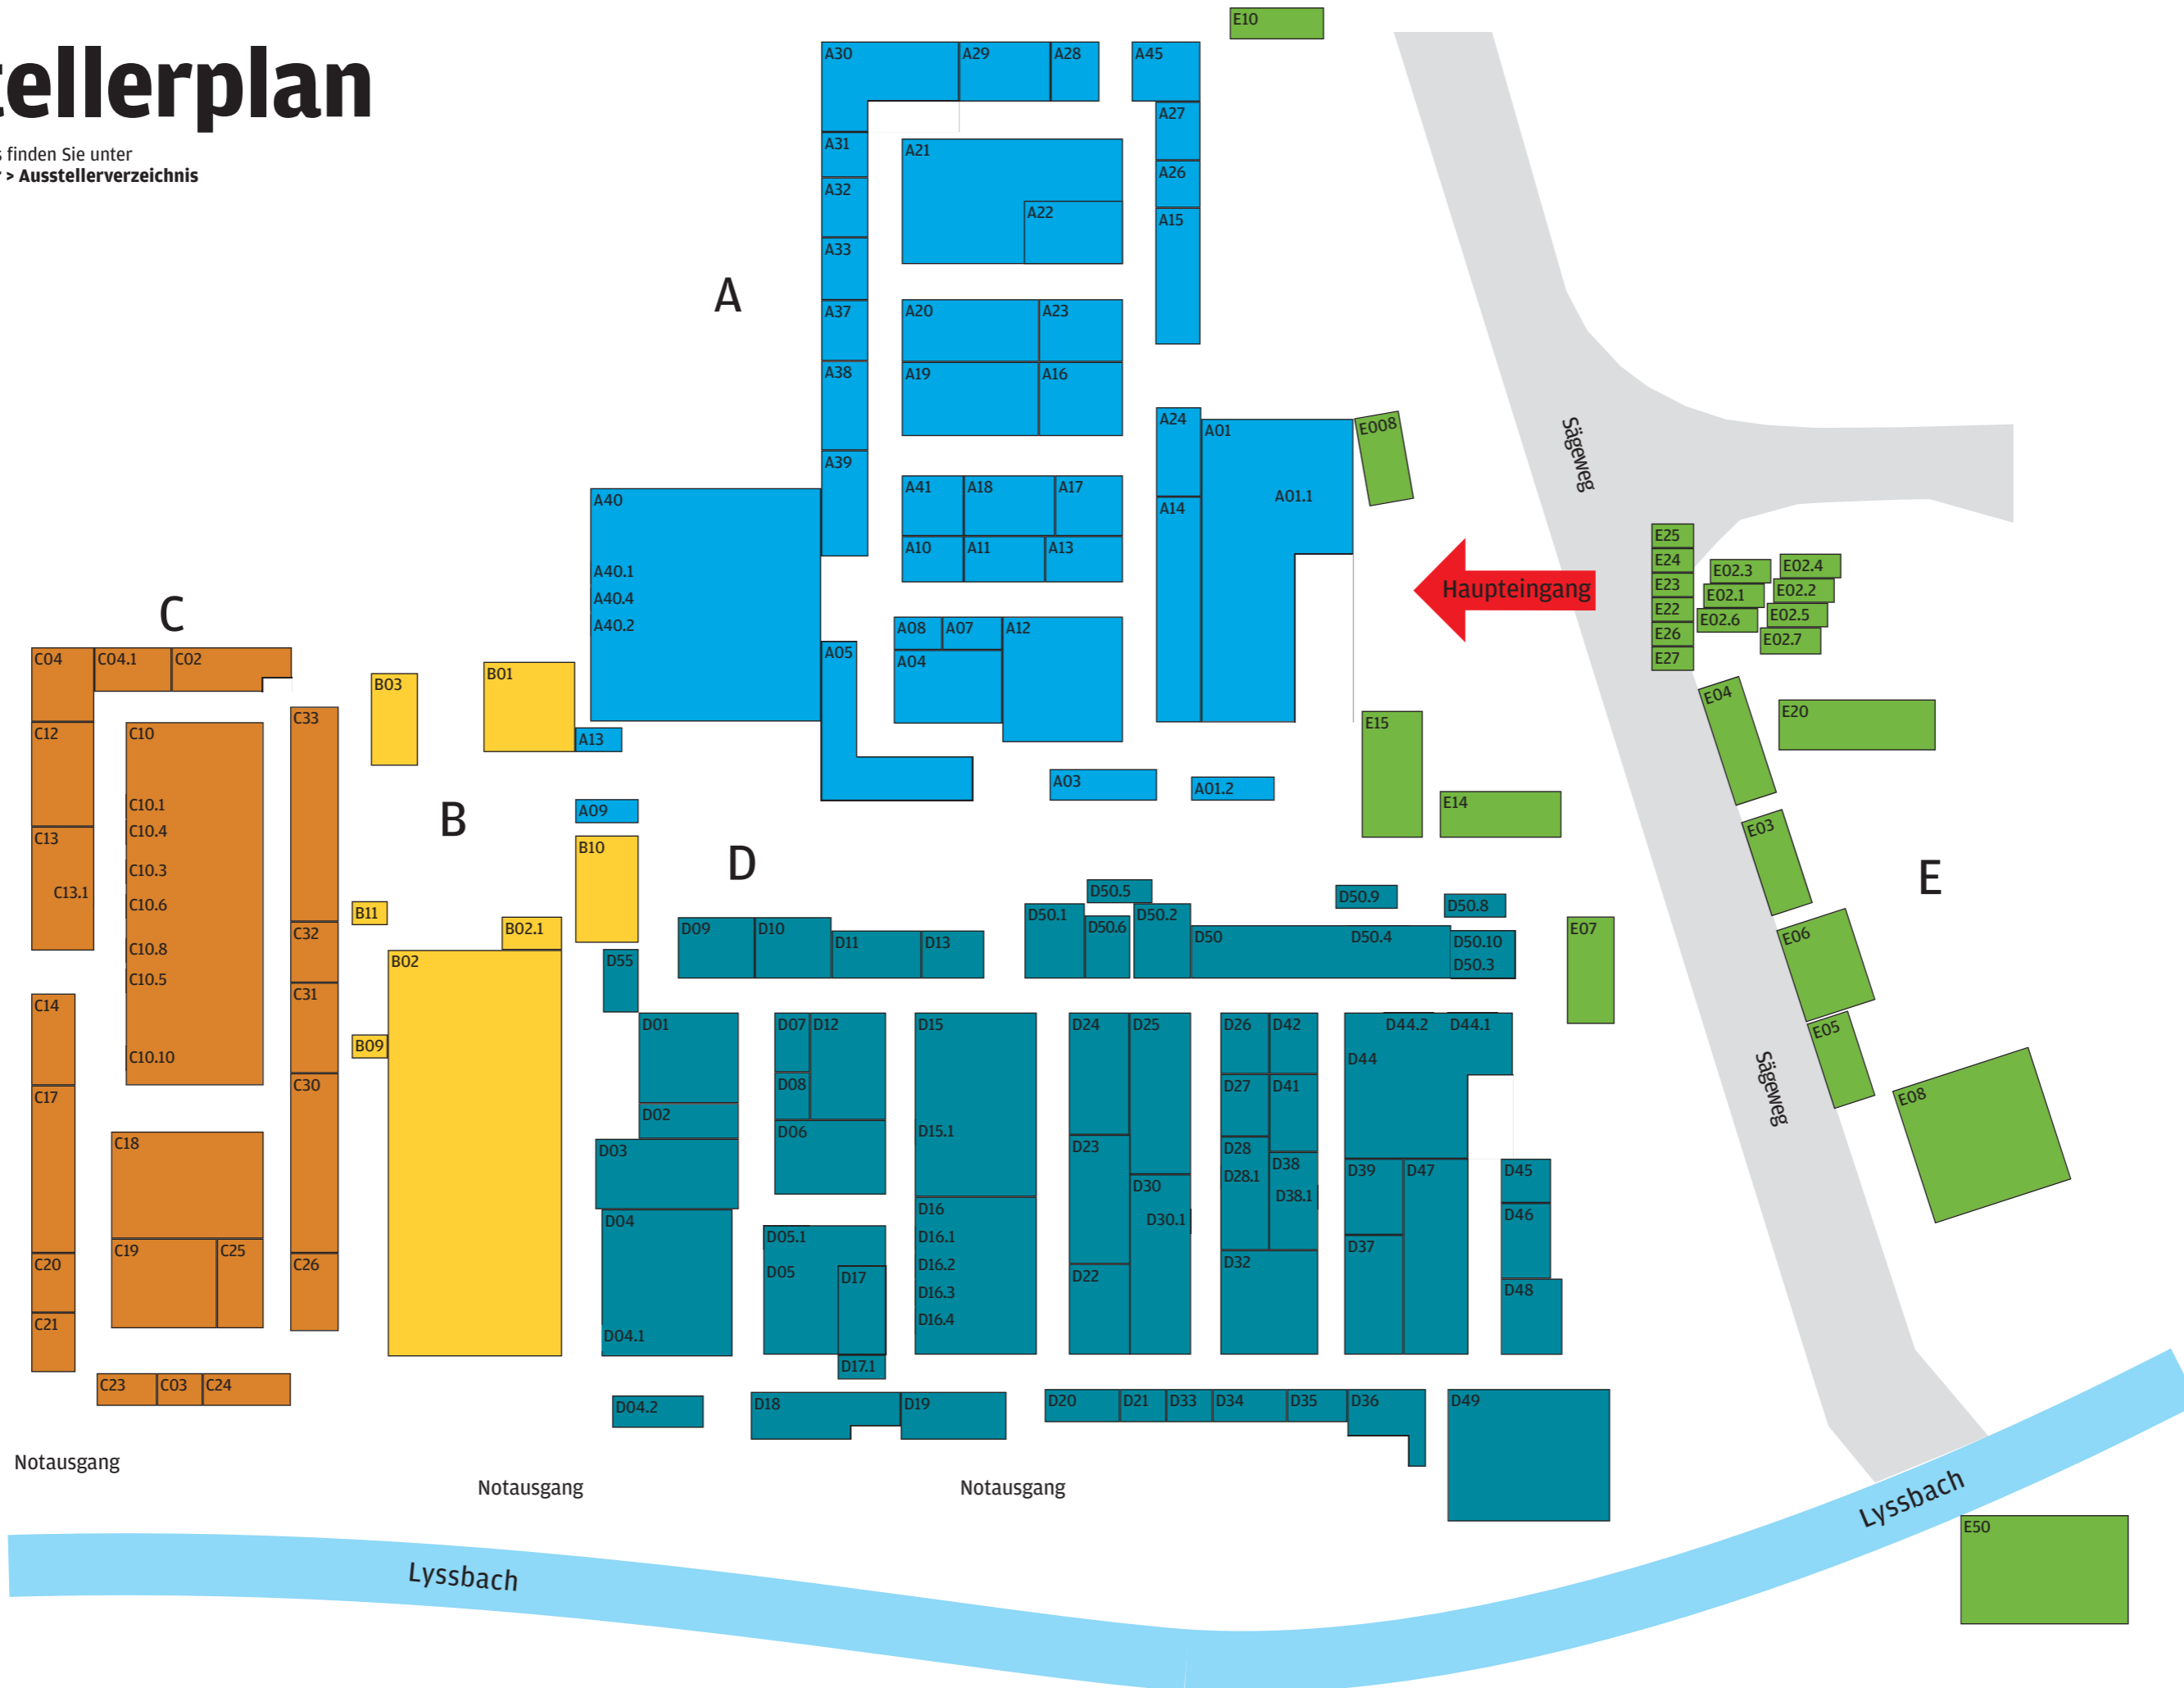 tellerplan
s finden Sie unter
r > Ausstellerverzeichnis
E10
A30 A29 A28 A45
A27
A31
A21
A26
A32
A22
A15
A33
A
A37
A20 A23
A38
A19 A16
A24
A01
E008
Sägeweg
A39
A41 A18 A17
A40
A01.1
A14
A10 A11 A13
A40.1
A40.4
A40.2
Haupteingang
E25
E24
E23
E22
E26
E27
E02.3
E02.4
E02.1
E02.2
E02.6
E02.5
E02.7
A08 A07 A12
A05
A04
C
C04 C04.1 C02
B03
B01
A13
E04
E20
C33
C12
C10
E15
A03
A01.2
A09
E14
E03
B
B10
D
E
C10.1
C13
C10.4
C10.3
C13.1
C10.6
C10.8
C10.5
C10.10
B11
C32
B02.1
B02
D55
D09 D10 D11 D13
D50.1
D50.5
D50.6
D50.2
D50
D50.4
D50.9
D50.8
D50.10
D50.3
E07
E06
E05
E08
Sägeweg
C14
C31
B09
C17
C30
D01
D02
D03
D04
D04.1
D07 D12
D08
D06
D15
D15.1
D24 D25
D23
D30
D30.1
D22
D26 D42
D27 D41
D28
D28.1
D38
D38.1
D32
D44.2 D44.1
D44
D39 D47
D37
D45
D46
D48
C18
C19 C25
C20
C21
C26
D05.1
D05
D17
D17.1
D16
D16.1
D16.2
D16.3
D16.4
C23 C03 C24
D04.2
D18 D19
D20 D21 D33 D34 D35 D36
D49
Notausgang
Notausgang
Notausgang
Lyssbach
Lyssbach
E50